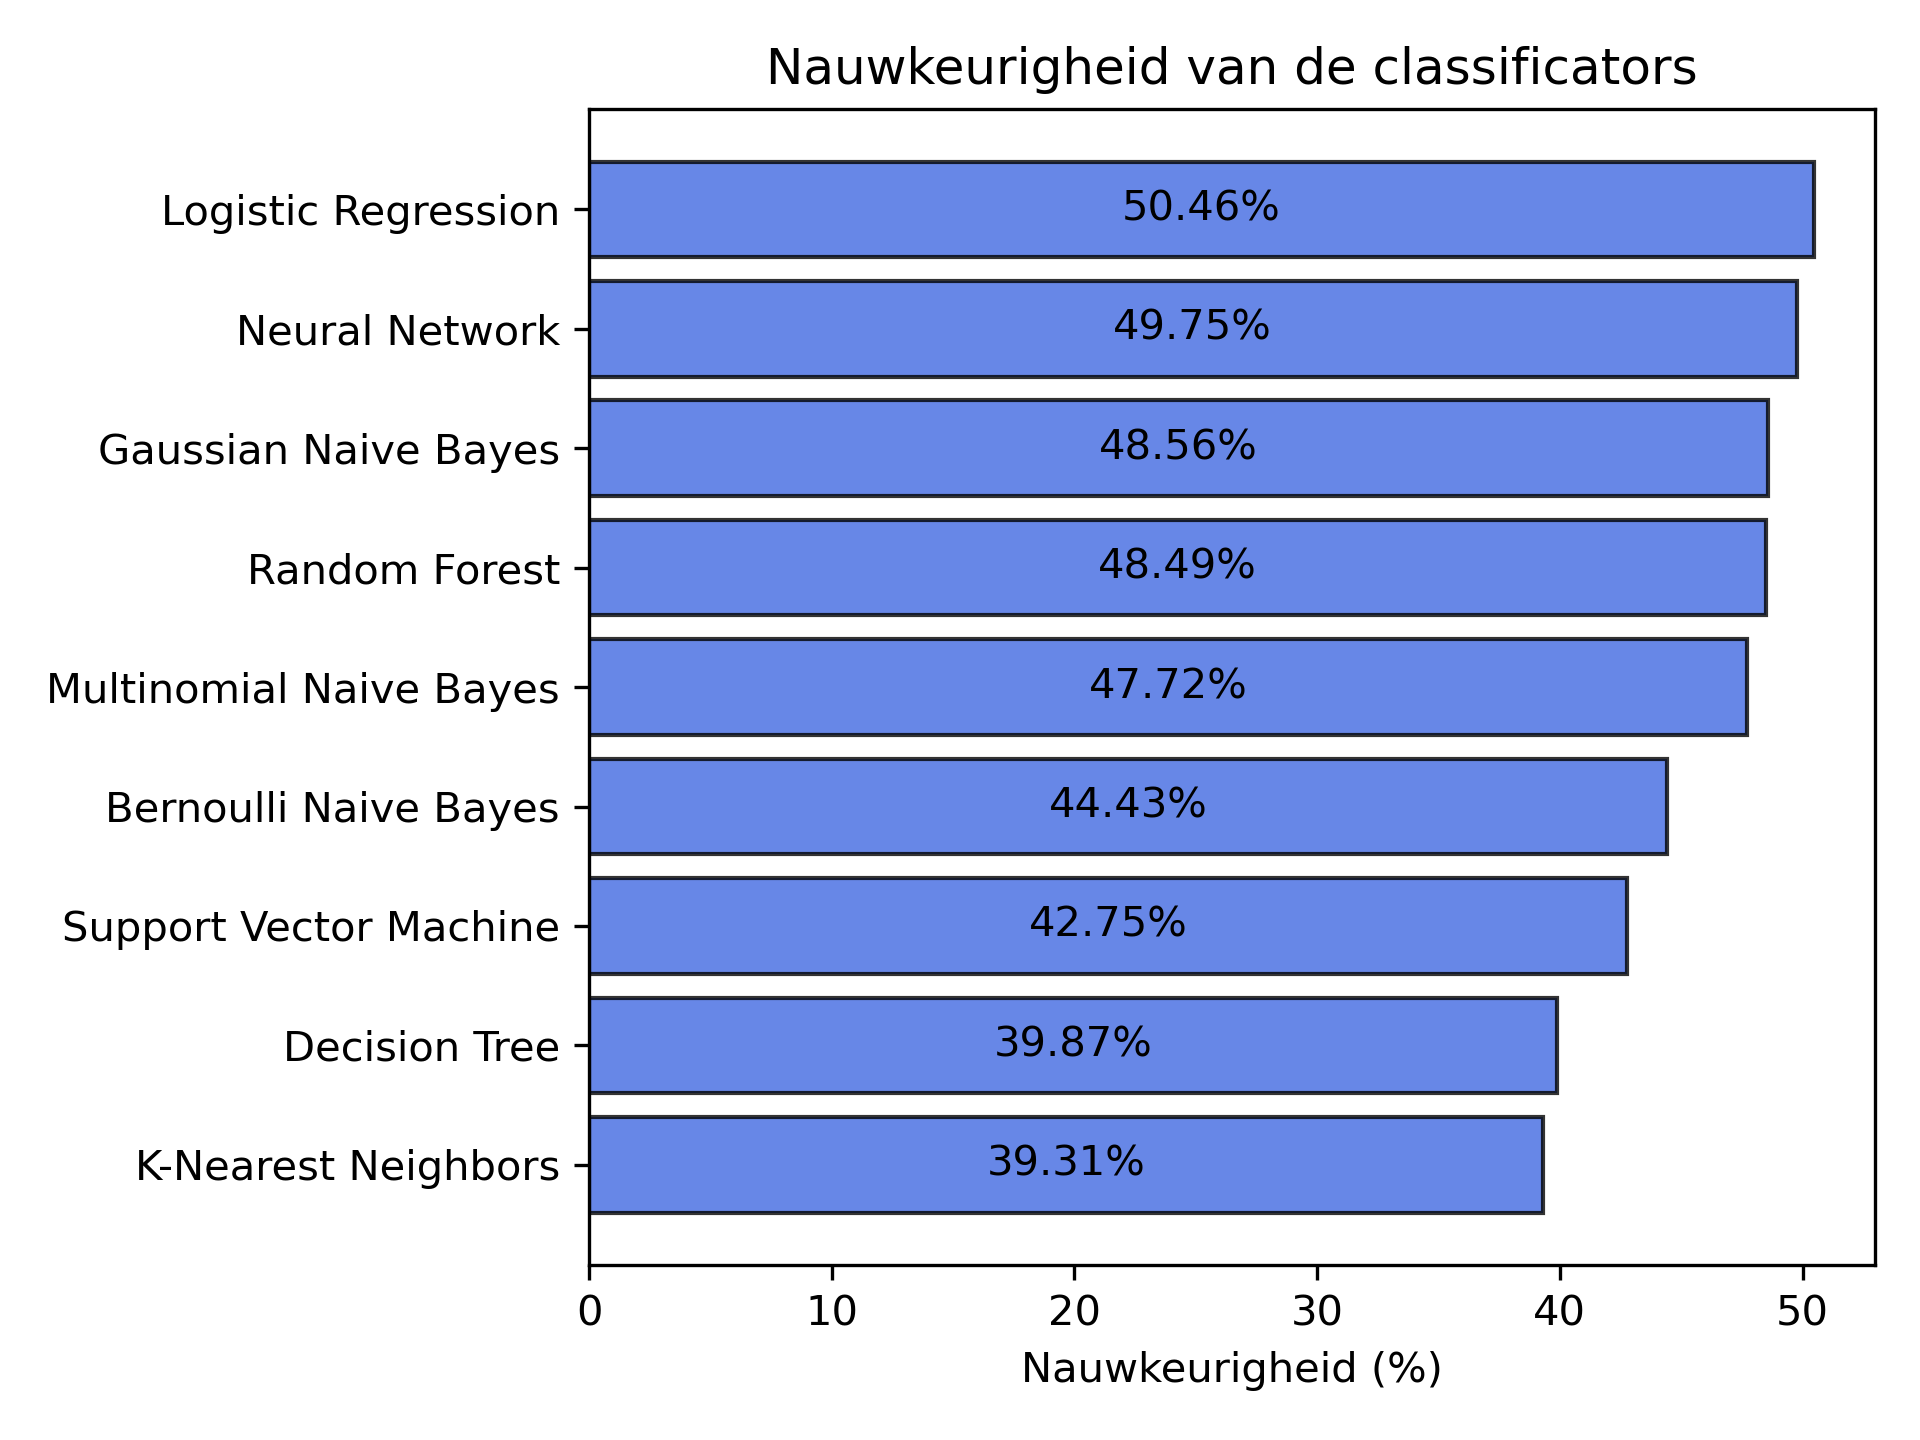 Nauwkeurigheid van de classificators
Logistic Regression
50.46%
Neural Network
49.75%
Gaussian Naive Bayes
48.56%
Random Forest
48.49%
Multinomial Naive Bayes
47.72%
Bernoulli Naive Bayes
44.43%
Support Vector Machine
42.75%
Decision Tree
39.87%
K-Nearest Neighbors
39.31%
0 10 20 30 40 50
Nauwkeurigheid (%)